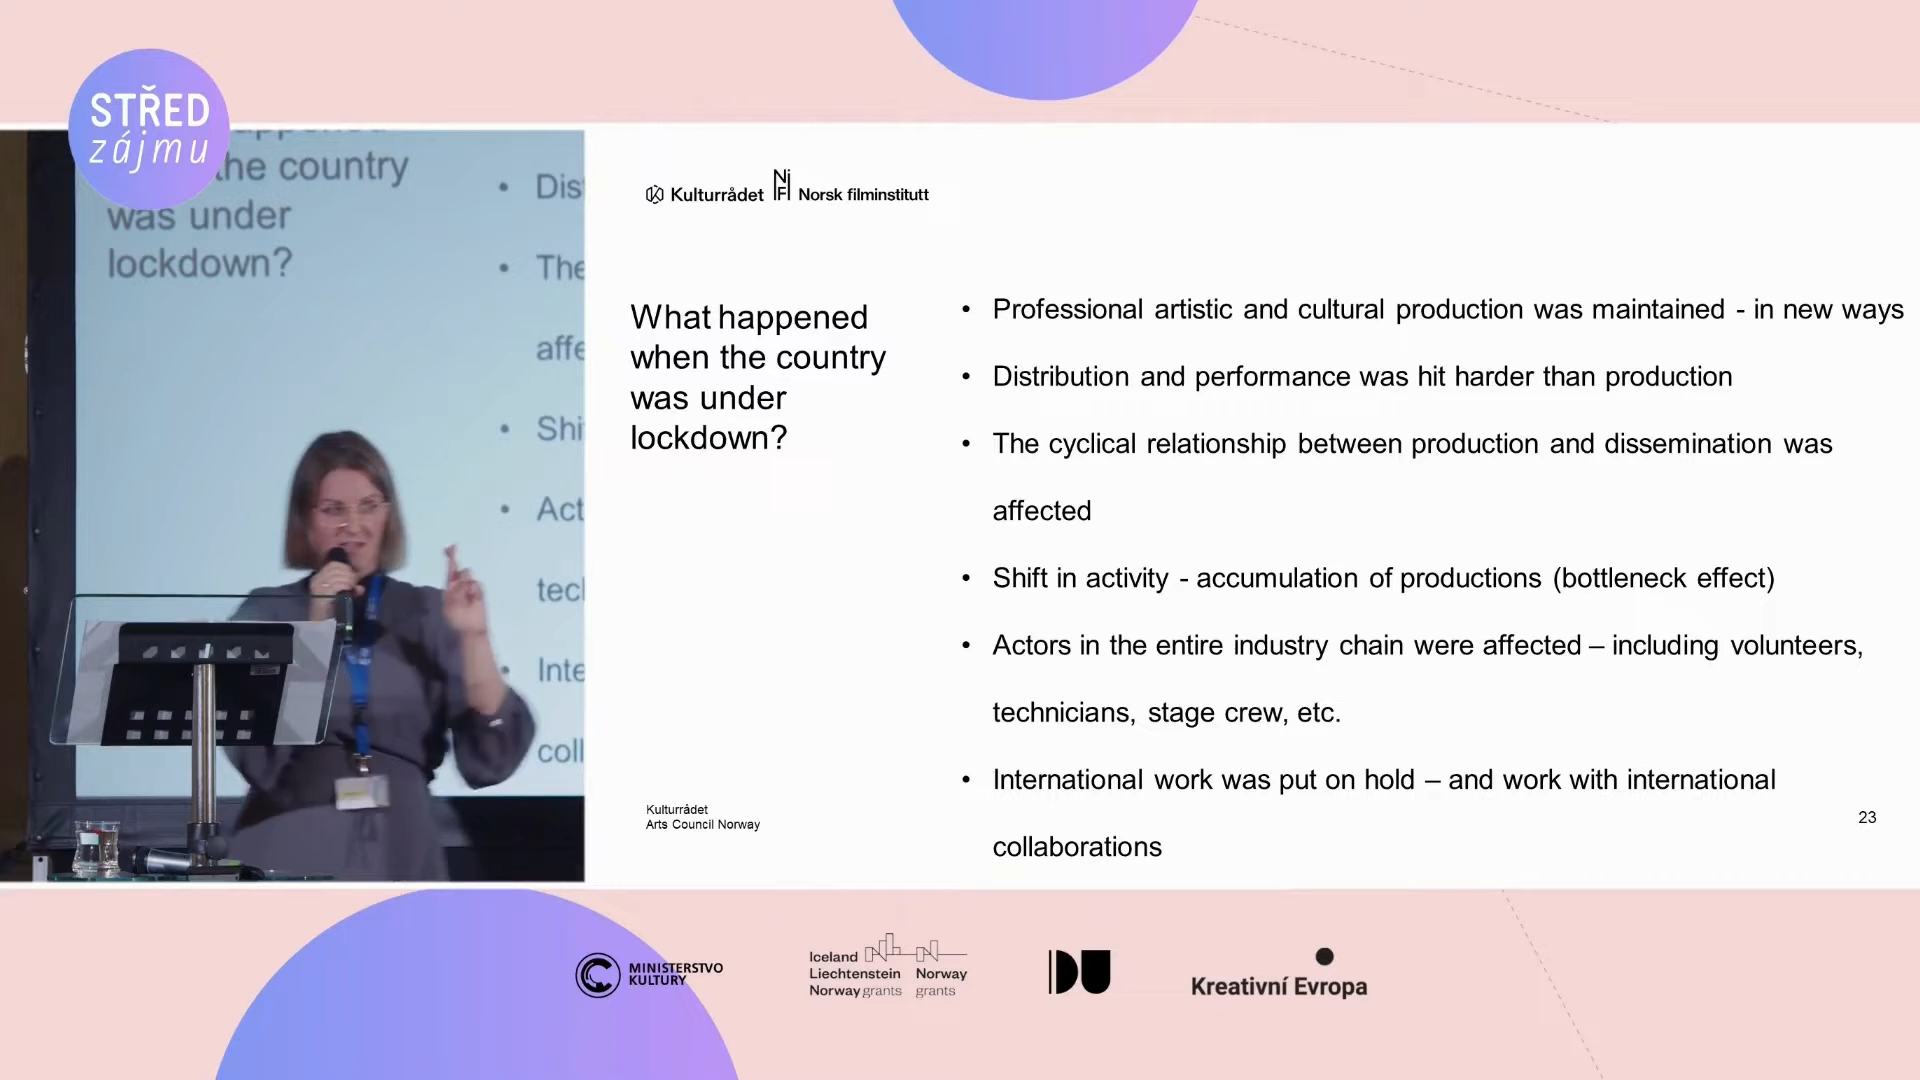 STŘED
zájmu
the country
was under
lockdown?
• Dis
• The
affe
• Shi
• Act
tec
• Inte
coll
Kulturrådet
Norsk filminstitutt
What happened
when the country
was under
lockdown?
• Professional artistic and cultural production was maintained - in new ways
• Distribution and performance was hit harder than production
• The cyclical relationship between production and dissemination was
affected
• Shift in activity - accumulation of productions (bottleneck effect)
• Actors in the entire industry chain were affected – including volunteers,
technicians, stage crew, etc.
• International work was put on hold – and work with international
collaborations
Kulturrådet
Arts Council Norway
23
MINISTERSTVO
KULTURY
Iceland
Liechtenstein
Norway grants
Norway
grants
DU
Kreativní Evropa